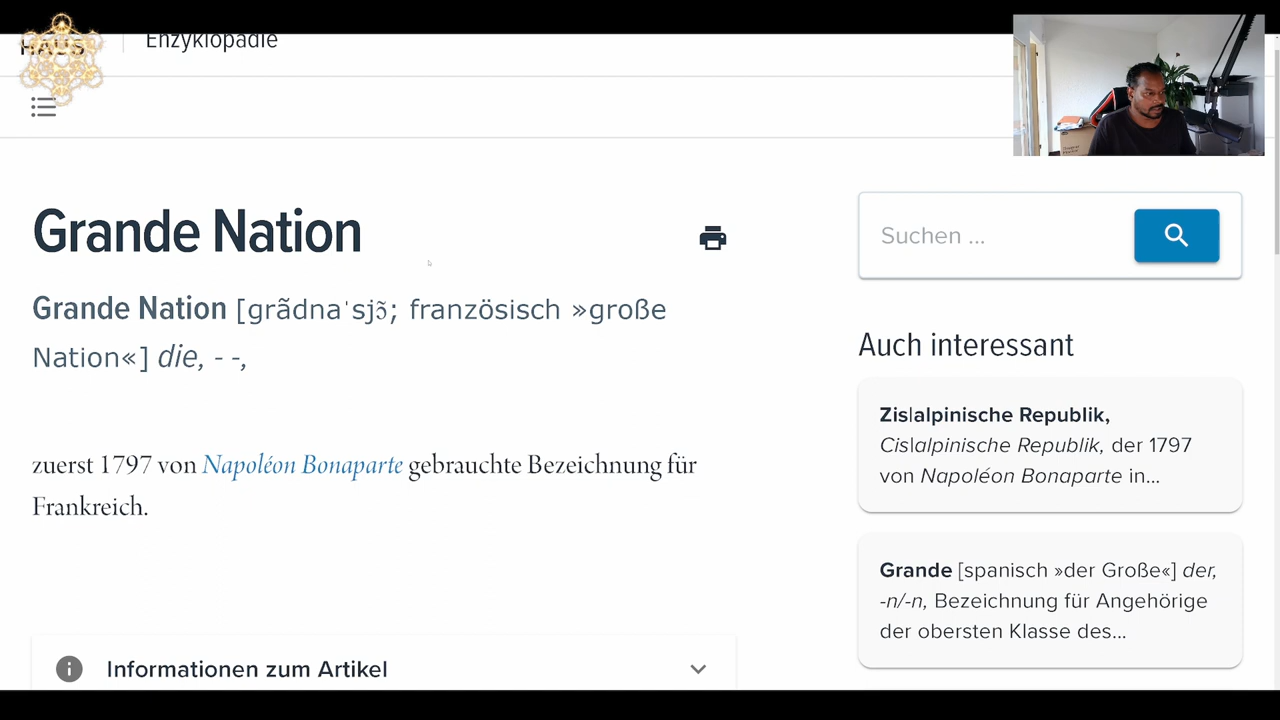 HAUS
Enzyklopädie
Grande Nation
Grande Nation [grãdnaˈsjɔ̃; französisch »große
Nation«] die, - -,
zuerst 1797 von Napoléon Bonaparte gebrauchte Bezeichnung für
Frankreich.
Informationen zum Artikel
Suchen ...
Auch interessant
Zis|alpinische Republik,
Cis|alpinische Republik, der 1797
von Napoléon Bonaparte in...
Grande [spanisch »der Große«] der,
-n/-n, Bezeichnung für Angehörige
der obersten Klasse des...